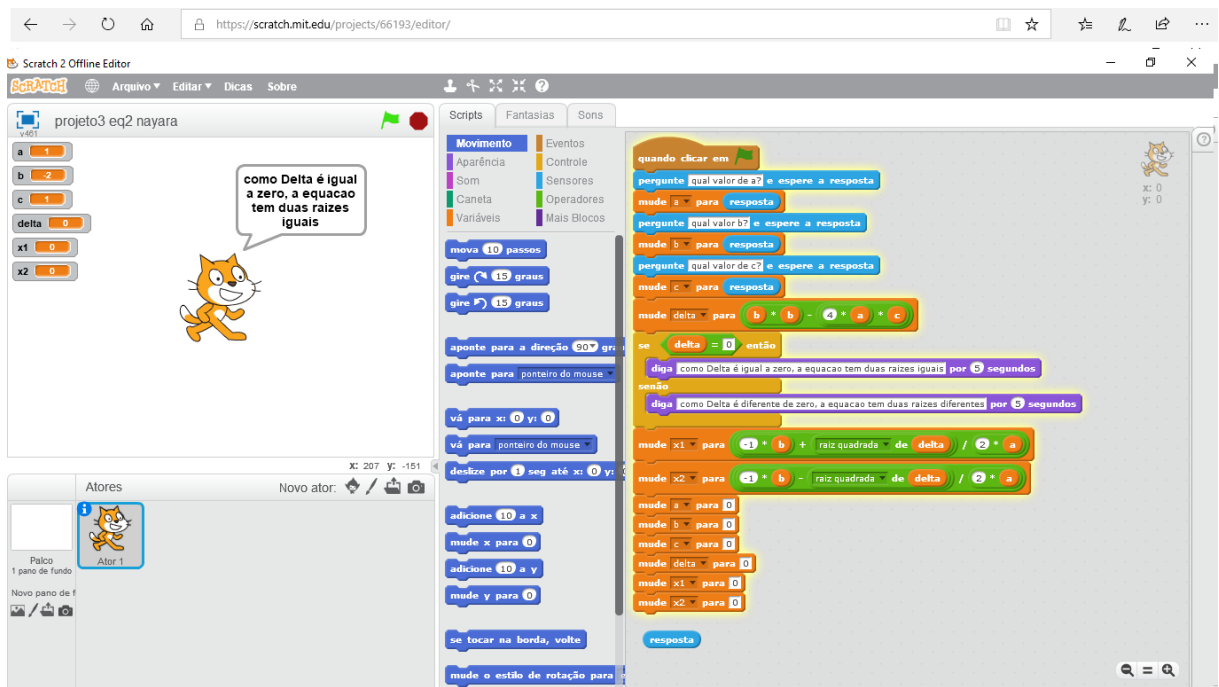 https://scratch.mit.edu/projects/66193/editor/
Scratch 2 Offline Editor
SCRATCH Arquivo Editar Dicas Sobre
v461 projeto3 eq2 nayara
a 1
b -2
c 1
delta 0
x1 0
x2 0
como Delta é igual
a zero, a equacao
tem duas raizes
iguais
X: 207 Y: -151
Atores Novo ator:
Palco
1 pano de fundo
Ator 1
Novo pano de f
Scripts Fantasias Sons
Movimento Eventos
Aparência Controle
Som Sensores
Caneta Operadores
Variáveis Mais Blocos
mova 10 passos
gire 15 graus
gire 15 graus
aponte para a direção 90 gra
aponte para ponteiro do mouse
vá para x: 0 y: 0
vá para ponteiro do mouse
deslize por 1 seg até x: 0 y:
adicione 10 a x
mude x para 0
adicione 10 a y
mude y para 0
se tocar na borda, volte
mude o estilo de rotação para
quando clicar em
pergunte qual valor de a? e espere a resposta
mude a para resposta
pergunte qual valor b? e espere a resposta
mude b para resposta
pergunte qual valor de c? e espere a resposta
mude c para resposta
mude delta para b * b - 4 * a * c
se delta = 0 então
diga como Delta é igual a zero, a equacao tem duas raizes iguais por 5 segundos
senão
diga como Delta é diferente de zero, a equacao tem duas raizes diferentes por 5 segundos
mude x1 para -1 * b + raiz quadrada de delta / 2 * a
mude x2 para -1 * b - raiz quadrada de delta / 2 * a
mude a para 0
mude b para 0
mude c para 0
mude delta para 0
mude x1 para 0
mude x2 para 0
resposta
x: 0
y: 0